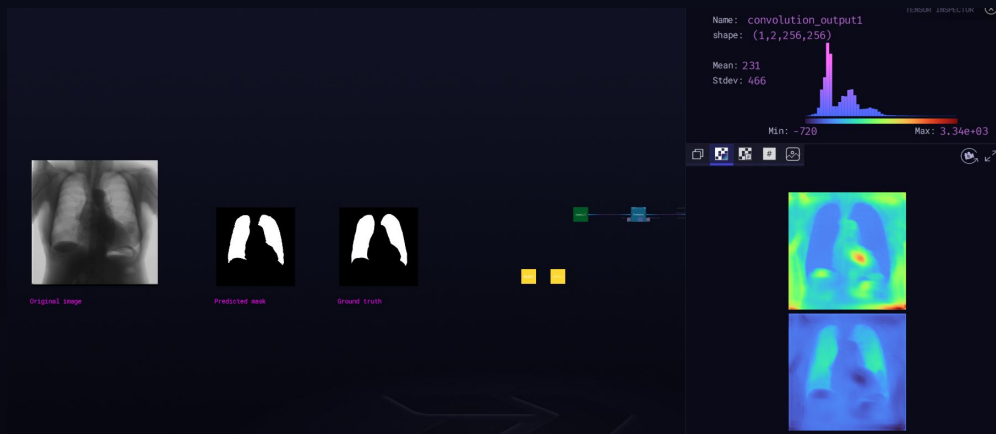 TENSOR INSPECTOR
Name: convolution_output1
shape: (1,2,256,256)
Mean: 231
Stdev: 466
Min: -720
Max: 3.34e+03
#
Original image
Predicted mask
Ground truth